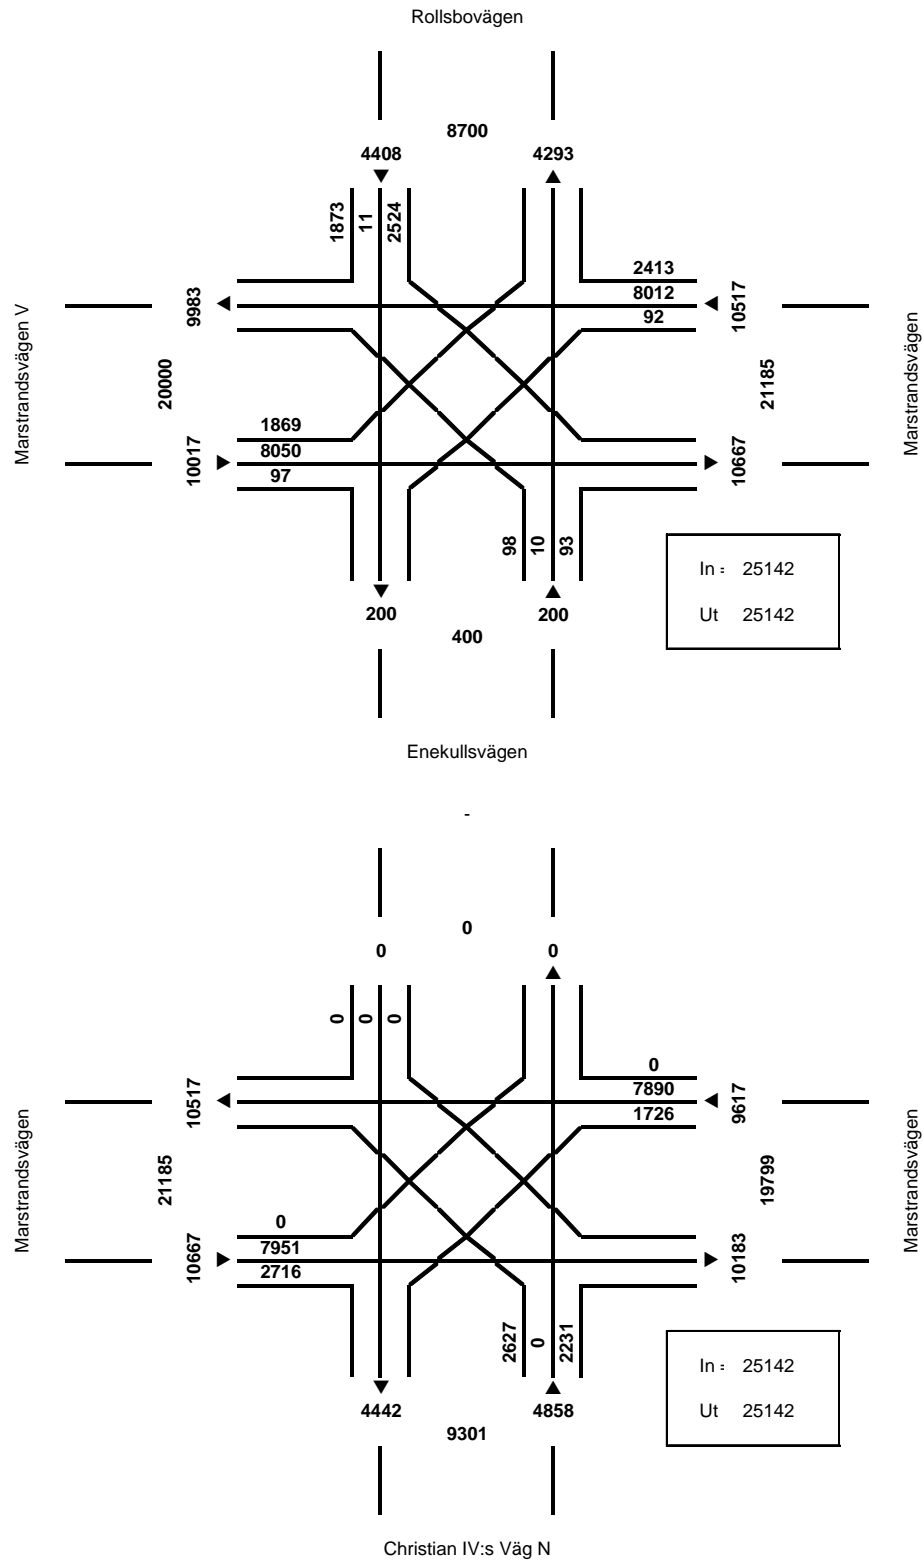 Rollsbovägen
8700
4408 4293
1873 11 2524
2413
8012
92
9983
10517
Marstrandsvägen V
20000
21185
Marstrandsvägen
1869
8050
97
10017
10667
98 10 93
200 200
400
In = 25142
Ut 25142
Enekullsvägen
-
0
0 0
0 0 0
0
7890
1726
10517
9617
Marstrandsvägen
21185
19799
Marstrandsvägen
0
7951
2716
10667
10183
2627 0 2231
4442 4858
9301
In = 25142
Ut 25142
Christian IV:s Väg N